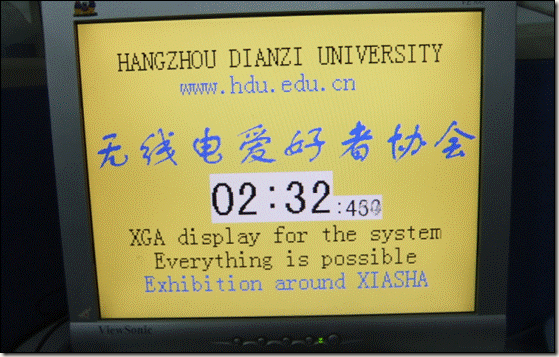 HANGZHOU DIANZI UNIVERSITY
www.hdu.edu.cn
无线电爱好者协会
02:32
XGA display for the system
Everything is possible
Exhibition around XIASHA
ViewSonic